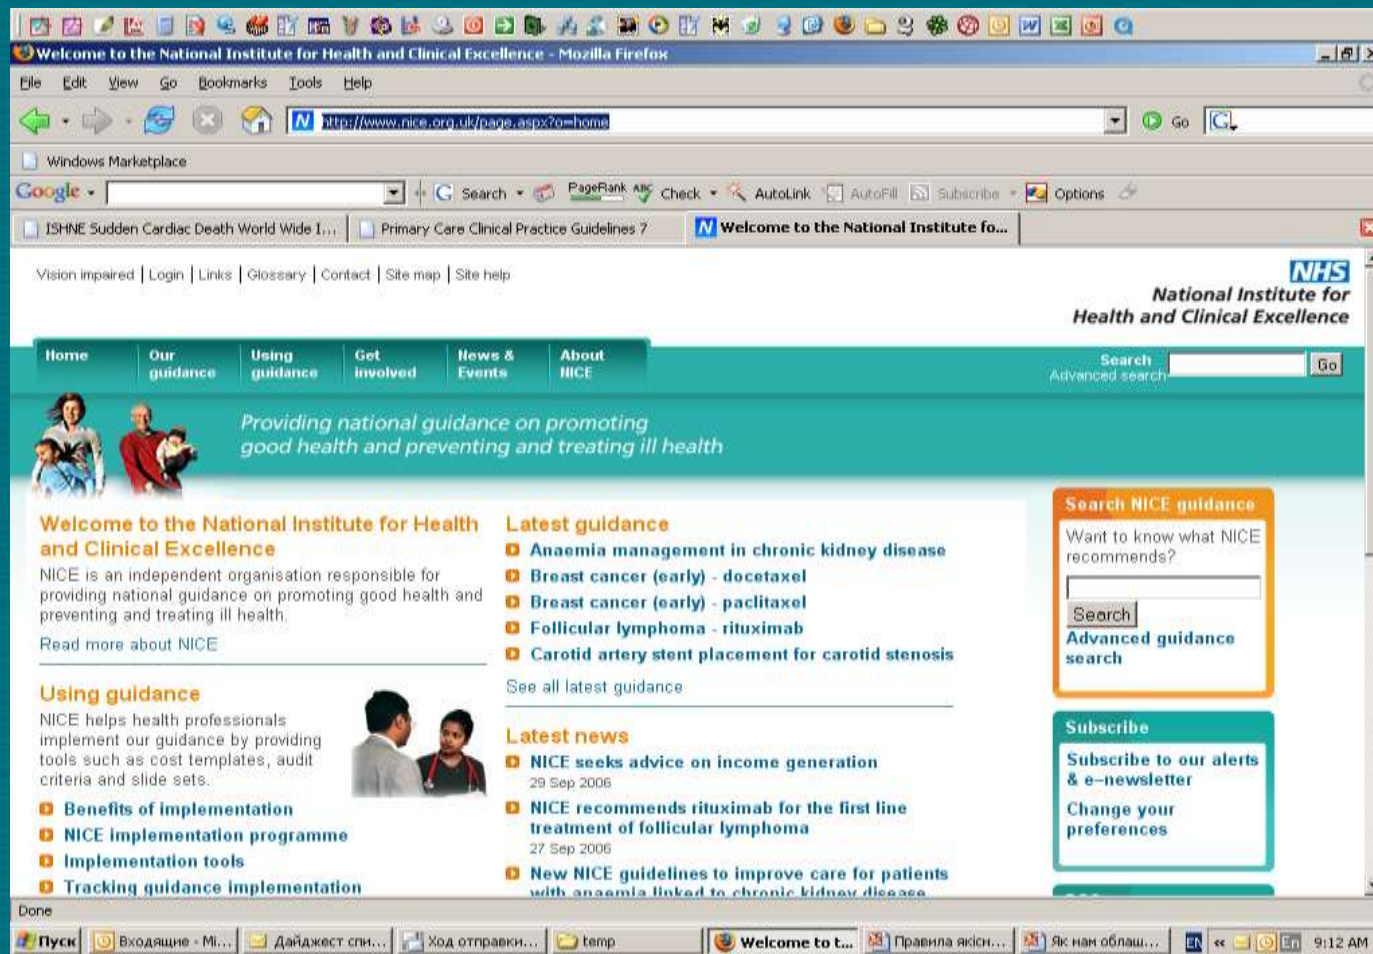 Welcome to the National Institute for Health and Clinical Excellence - Mozilla Firefox
File Edit View Go Bookmarks Tools Help
http://www.nice.org.uk/page.aspx?o=home Go
Windows Marketplace
Google Search PageRank ABC Check AutoLink AutoFill Subscribe Options
ISHNE Sudden Cardiac Death World Wide I... Primary Care Clinical Practice Guidelines 7 Welcome to the National Institute fo...
Vision impaired | Login | Links | Glossary | Contact | Site map | Site help
NHS
National Institute for
Health and Clinical Excellence
Home Our guidance Using guidance Get involved News & Events About NICE
Search Go
Advanced search
Providing national guidance on promoting
good health and preventing and treating ill health
Welcome to the National Institute for Health
and Clinical Excellence
NICE is an independent organisation responsible for
providing national guidance on promoting good health and
preventing and treating ill health.
Read more about NICE
Using guidance
NICE helps health professionals
implement our guidance by providing
tools such as cost templates, audit
criteria and slide sets.
Benefits of implementation
NICE implementation programme
Implementation tools
Tracking guidance implementation
Latest guidance
Anaemia management in chronic kidney disease
Breast cancer (early) - docetaxel
Breast cancer (early) - paclitaxel
Follicular lymphoma - rituximab
Carotid artery stent placement for carotid stenosis
See all latest guidance
Latest news
NICE seeks advice on income generation
29 Sep 2006
NICE recommends rituximab for the first line
treatment of follicular lymphoma
27 Sep 2006
New NICE guidelines to improve care for patients
with anaemia linked to chronic kidney disease
Search NICE guidance
Want to know what NICE
recommends?
Search
Advanced guidance
search
Subscribe
Subscribe to our alerts
& e-newsletter
Change your
preferences
Done
Пуск Входящие - Mi... Дайджест спи... Ход отправки... temp Welcome to t... Правила якісн... Як нам облаш... EN « En 9:12 AM